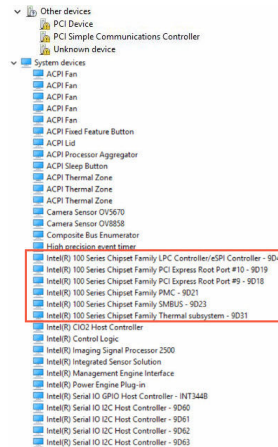 Other devices
PCI Device
PCI Simple Communications Controller
Unknown device
System devices
ACPI Fan
ACPI Fan
ACPI Fan
ACPI Fan
ACPI Fan
ACPI Fixed Feature Button
ACPI Lid
ACPI Processor Aggregator
ACPI Sleep Button
ACPI Thermal Zone
ACPI Thermal Zone
ACPI Thermal Zone
Camera Sensor OV5670
Camera Sensor OV8858
Composite Bus Enumerator
High precision event timer
Intel(R) 100 Series Chipset Family LPC Controller/eSPI Controller - 9D4
Intel(R) 100 Series Chipset Family PCI Express Root Port #10 - 9D19
Intel(R) 100 Series Chipset Family PCI Express Root Port #9 - 9D18
Intel(R) 100 Series Chipset Family PMC - 9D21
Intel(R) 100 Series Chipset Family SMBUS - 9D23
Intel(R) 100 Series Chipset Family Thermal subsystem - 9D31
Intel(R) CIO2 Host Controller
Intel(R) Control Logic
Intel(R) Imaging Signal Processor 2500
Intel(R) Integrated Sensor Solution
Intel(R) Management Engine Interface
Intel(R) Power Engine Plug-in
Intel(R) Serial IO GPIO Host Controller - INT344B
Intel(R) Serial IO I2C Host Controller - 9D60
Intel(R) Serial IO I2C Host Controller - 9D61
Intel(R) Serial IO I2C Host Controller - 9D62
Intel(R) Serial IO I2C Host Controller - 9D63